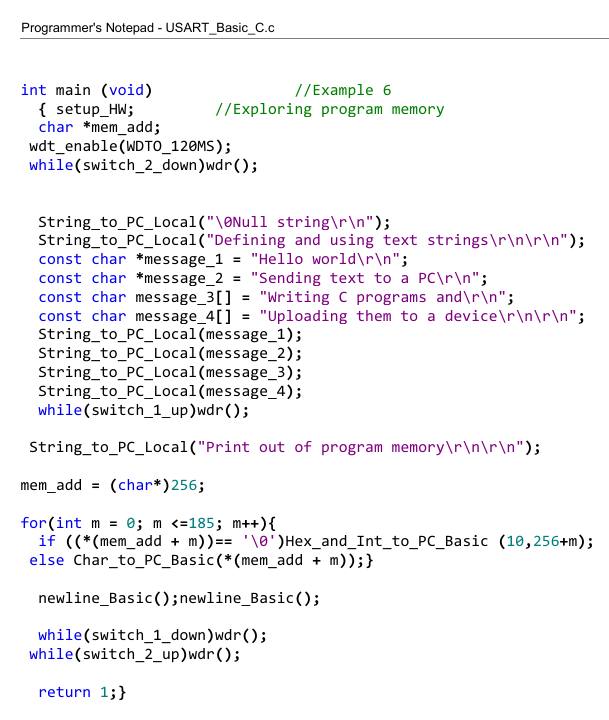 Programmer's Notepad - USART_Basic_C.c
int main (void) //Example 6
{ setup_HW; //Exploring program memory
char *mem_add;
wdt_enable(WDTO_120MS);
while(switch_2_down)wdr();
String_to_PC_Local("\0Null string\r\n");
String_to_PC_Local("Defining and using text strings\r\n\r\n");
const char *message_1 = "Hello world\r\n";
const char *message_2 = "Sending text to a PC\r\n";
const char message_3[] = "Writing C programs and\r\n";
const char message_4[] = "Uploading them to a device\r\n\r\n";
String_to_PC_Local(message_1);
String_to_PC_Local(message_2);
String_to_PC_Local(message_3);
String_to_PC_Local(message_4);
while(switch_1_up)wdr();
String_to_PC_Local("Print out of program memory\r\n\r\n");
mem_add = (char*)256;
for(int m = 0; m <=185; m++){
if ((*(mem_add + m))== '\0')Hex_and_Int_to_PC_Basic (10,256+m);
else Char_to_PC_Basic(*(mem_add + m));}
newline_Basic();newline_Basic();
while(switch_1_down)wdr();
while(switch_2_up)wdr();
return 1;}